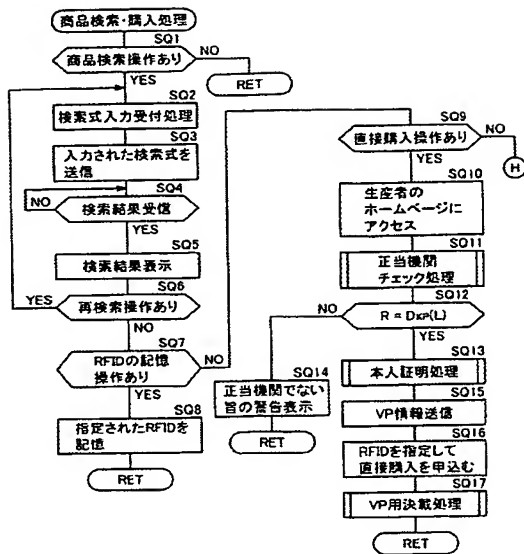 商品検索・購入処理
SQ1
商品検索操作あり
NO
RET
YES
SQ2
検索式入力受付処理
SQ3
入力された検索式を
送信
SQ4
NO
検索結果受信
YES
SQ5
検索結果表示
SQ6
YES
再検索操作あり
NO
SQ7
RFIDの記憶
操作あり
NO
YES
SQ8
指定されたRFIDを
記憶
RET
SQ9
直接購入操作あり
NO
H
YES
SQ10
生産者の
ホームページに
アクセス
SQ11
正当機関
チェック処理
SQ12
NO
R = DKP(L)
YES
SQ14
正当機関でない
旨の警告表示
RET
SQ13
本人証明処理
SQ15
VP情報送信
SQ16
RFIDを指定して
直接購入を申込む
SQ17
VP用決裁処理
RET